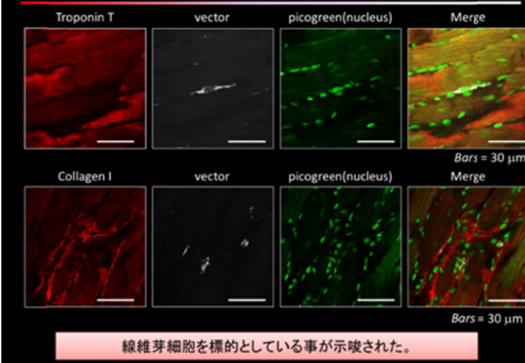 Troponin T vector picogreen(nucleus) Merge
Bars = 30 μm
Collagen I vector picogreen(nucleus) Merge
Bars = 30 μm
線維芽細胞を標的としている事が示唆された。